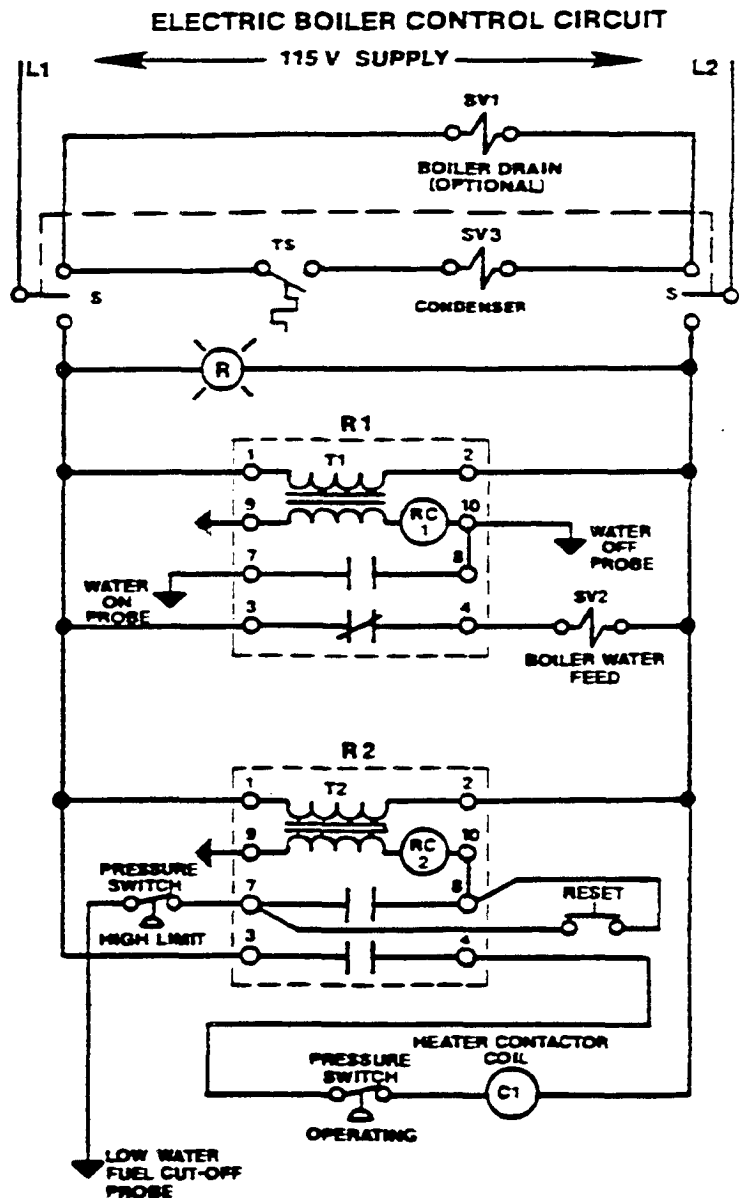 ELECTRIC BOILER CONTROL CIRCUIT
L1
115 V SUPPLY
L2
SV1
BOILER DRAIN
(OPTIONAL)
TS
SV3
S
CONDENSER
S
R
R1
1
T1
2
9
RC
1
10
WATER
OFF
PROBE
7
8
WATER
ON
PROBE
3
4
SV2
BOILER WATER
FEED
R2
1
T2
2
9
RC
2
10
PRESSURE
SWITCH
7
8
RESET
HIGH LIMIT
3
4
HEATER CONTACTOR
COIL
PRESSURE
SWITCH
C1
OPERATING
LOW WATER
FUEL CUT-OFF
PROBE